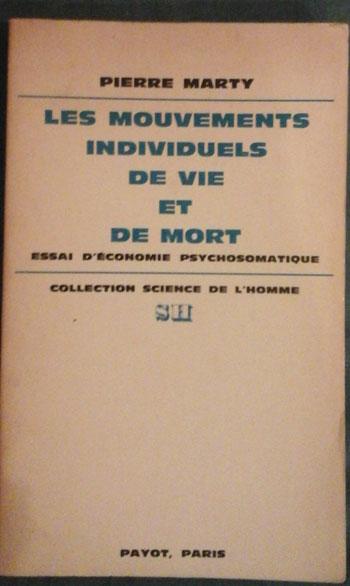 PIERRE MARTY
LES MOUVEMENTS
INDIVIDUELS
DE VIE
ET
DE MORT
ESSAI D'ÉCONOMIE PSYCHOSOMATIQUE
COLLECTION SCIENCE DE L'HOMME
SH
PAYOT, PARIS